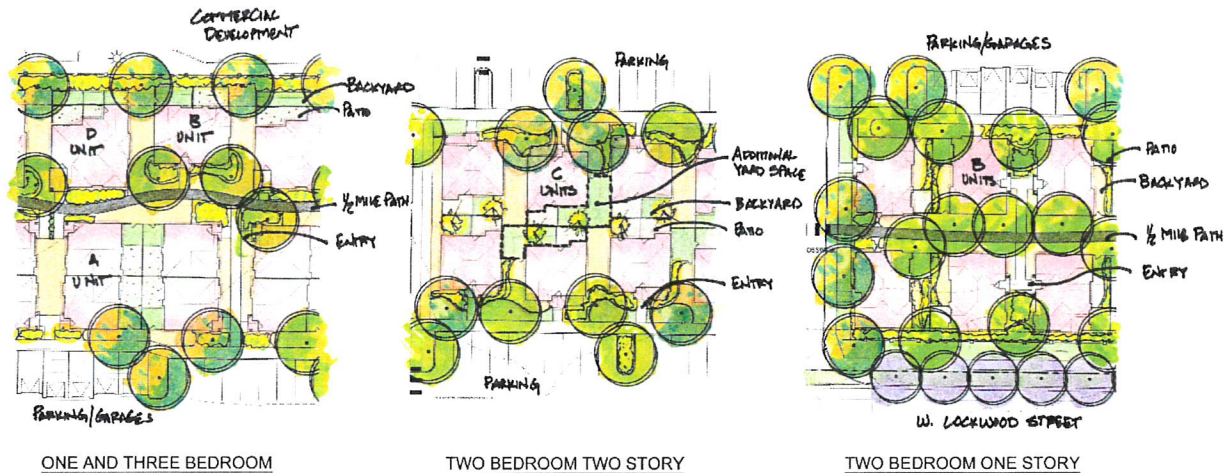 COMMERCIAL
DEVELOPMENT
BACKYARD
PATIO
D
UNIT
B
UNIT
1/2 MILE PATH
ENTRY
A
UNIT
PARKING/GARAGES
ONE AND THREE BEDROOM
PARKING
C
UNITS
ADDITIONAL
YARD SPACE
BACKYARD
PATIO
ENTRY
PARKING
TWO BEDROOM TWO STORY
PARKING/GARAGES
B
UNITS
PATIO
BACKYARD
1/2 MILE PATH
ENTRY
W. LOCKWOOD STREET
TWO BEDROOM ONE STORY